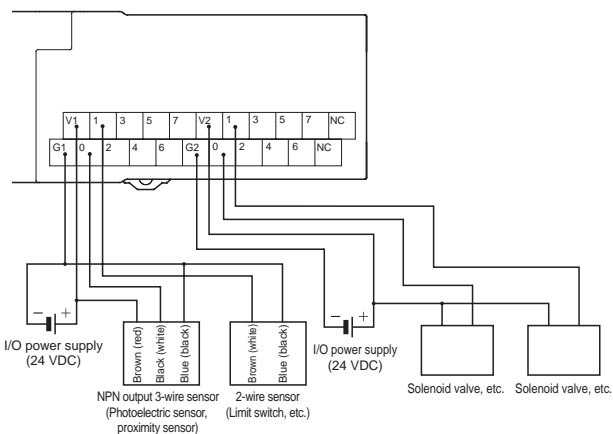 V1 1 3 5 7 V2 1 3 5 7 NC
G1 0 2 4 6 G2 0 2 4 6 NC
– +
I/O power supply
(24 VDC)
Brown (red)
Black (white)
Blue (black)
NPN output 3-wire sensor
(Photoelectric sensor,
proximity sensor)
Brown (white)
Blue (black)
2-wire sensor
(Limit switch, etc.)
– +
I/O power supply
(24 VDC)
Solenoid valve, etc.
Solenoid valve, etc.